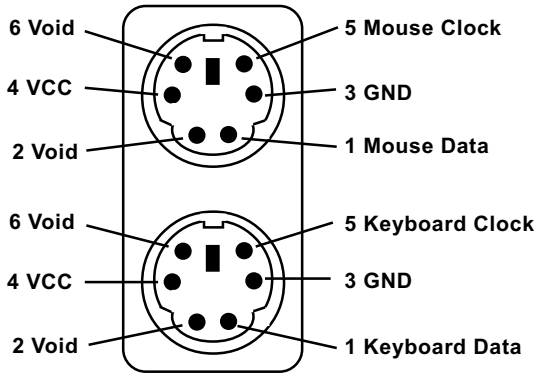 6 Void 5 Mouse Clock
4 VCC 3 GND
2 Void 1 Mouse Data
6 Void 5 Keyboard Clock
4 VCC 3 GND
2 Void 1 Keyboard Data